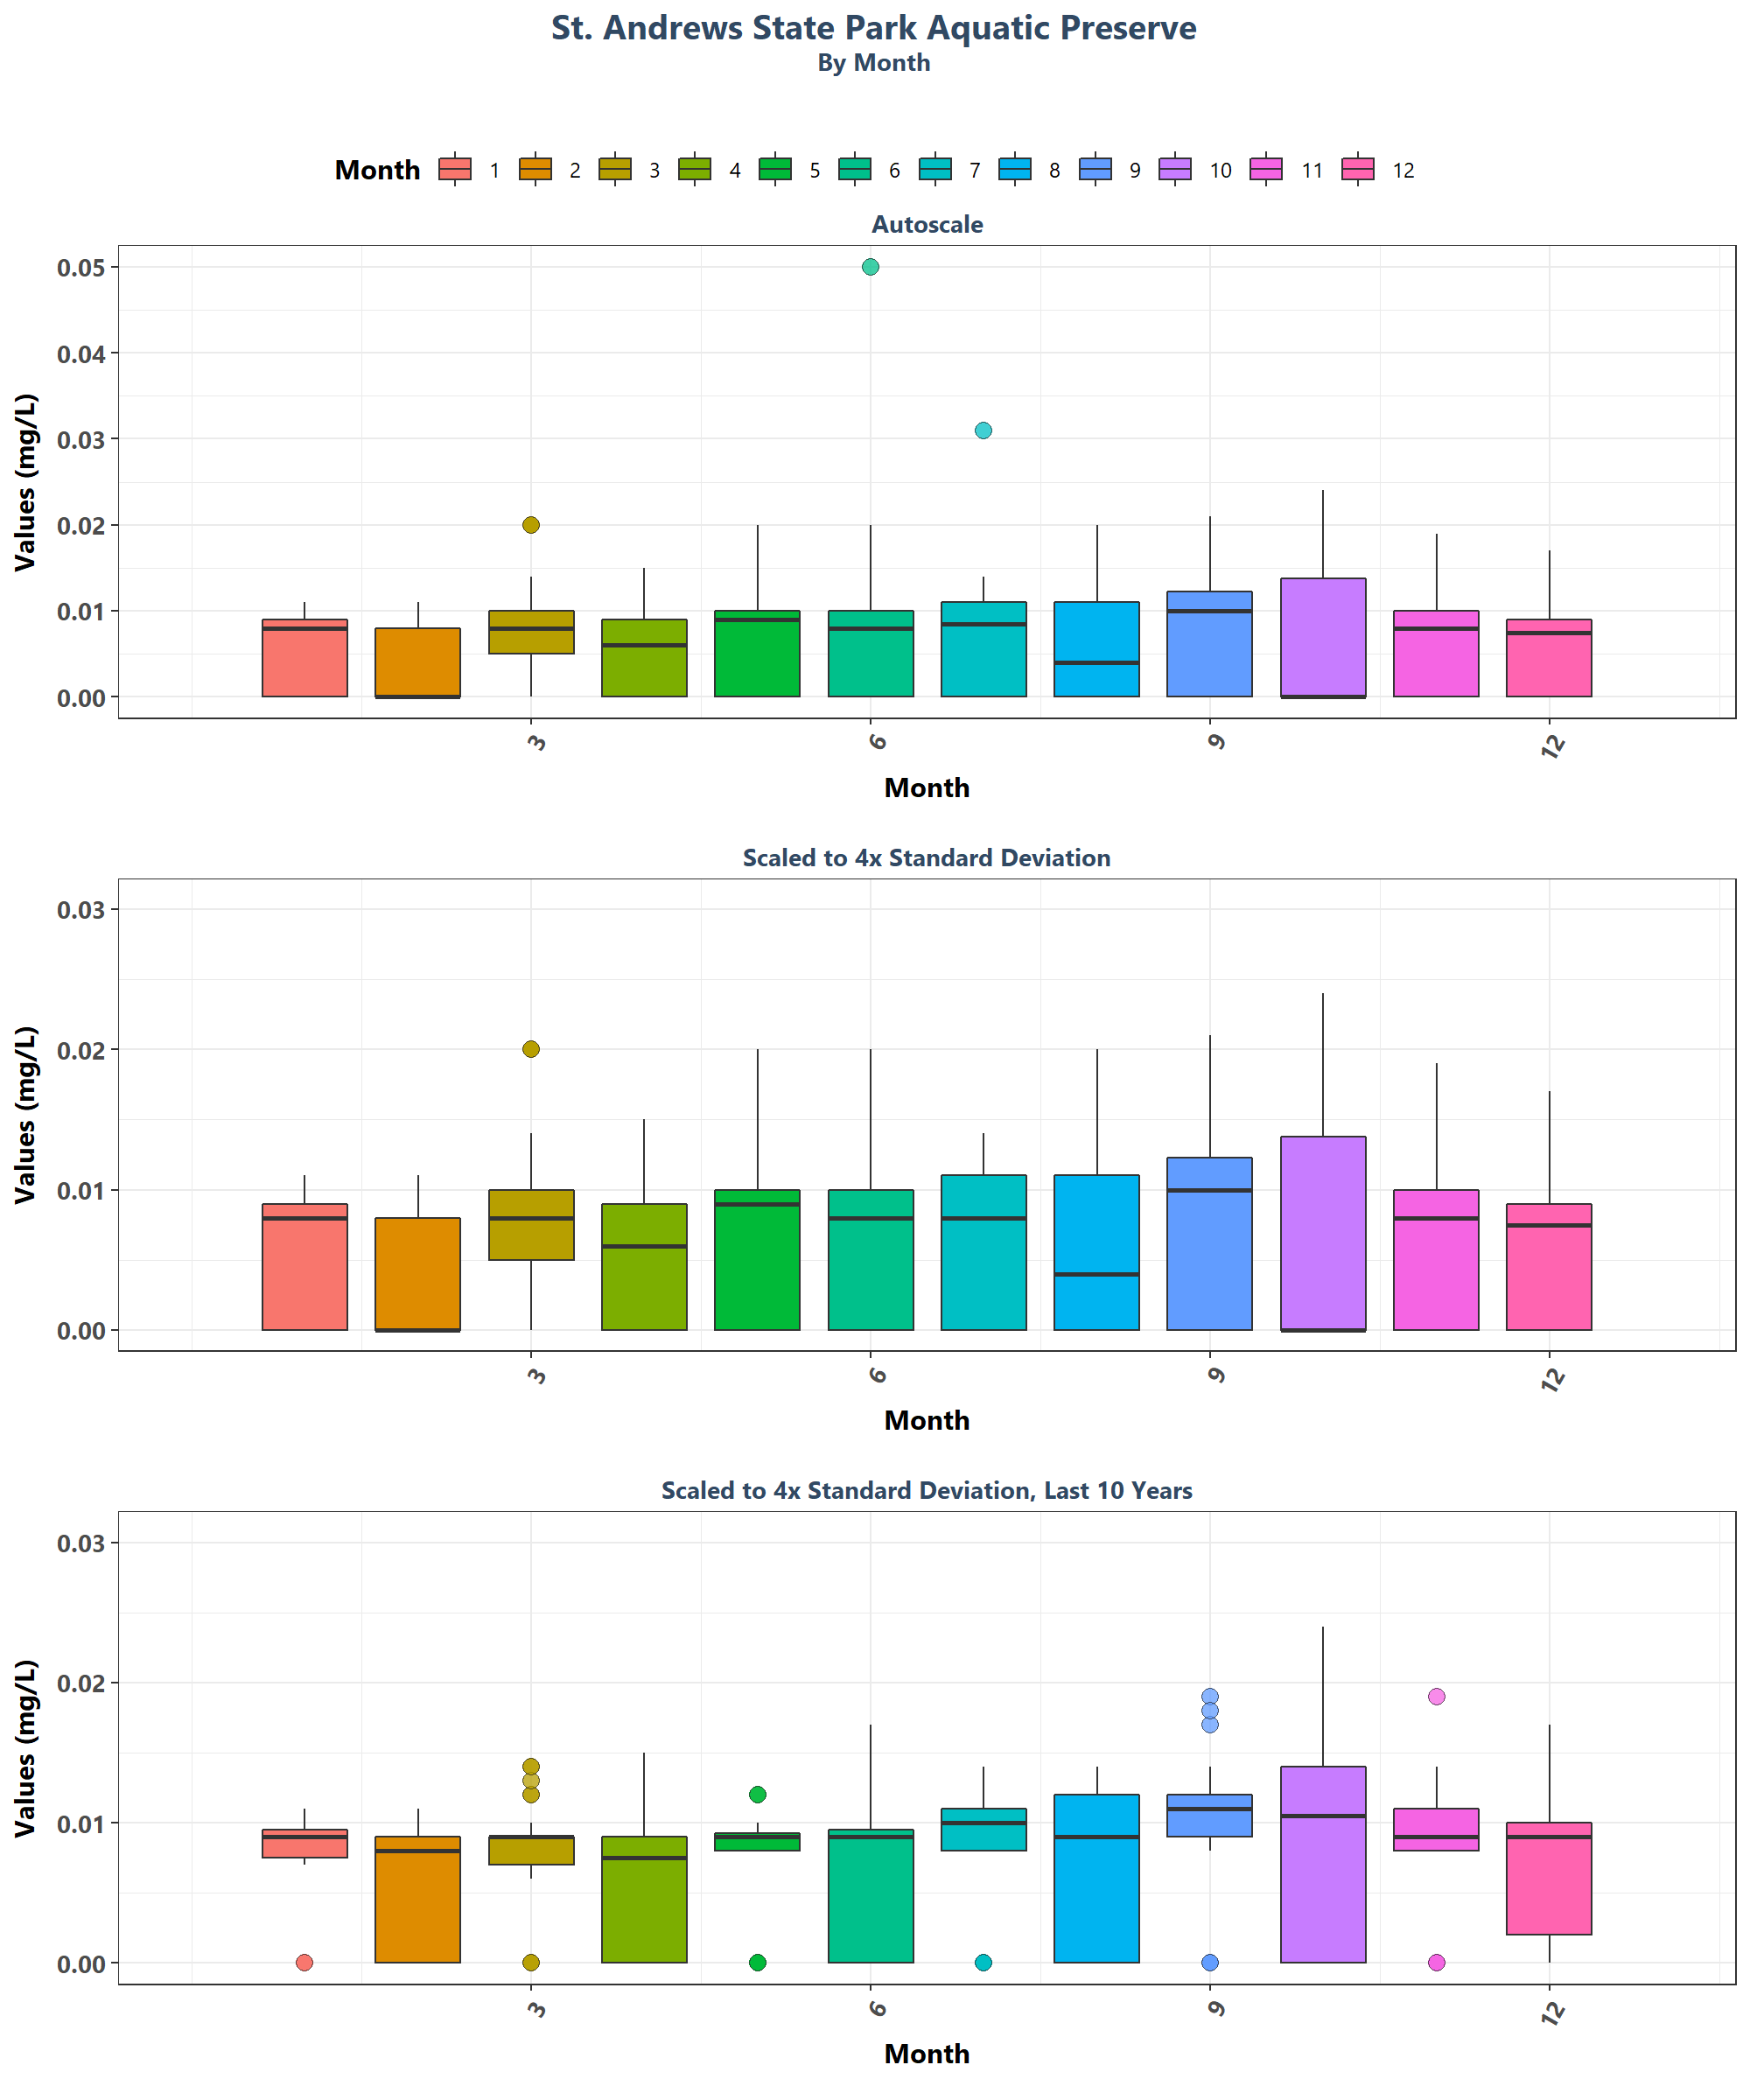 St. Andrews State Park Aquatic Preserve
By Month
Month 1 2 3 4 5 6 7 8 9 10 11 12
Autoscale
Values (mg/L)
0.05
0.04
0.03
0.02
0.01
0.00
3 6 9 12
Month
Scaled to 4x Standard Deviation
Values (mg/L)
0.03
0.02
0.01
0.00
3 6 9 12
Month
Scaled to 4x Standard Deviation, Last 10 Years
Values (mg/L)
0.03
0.02
0.01
0.00
3 6 9 12
Month